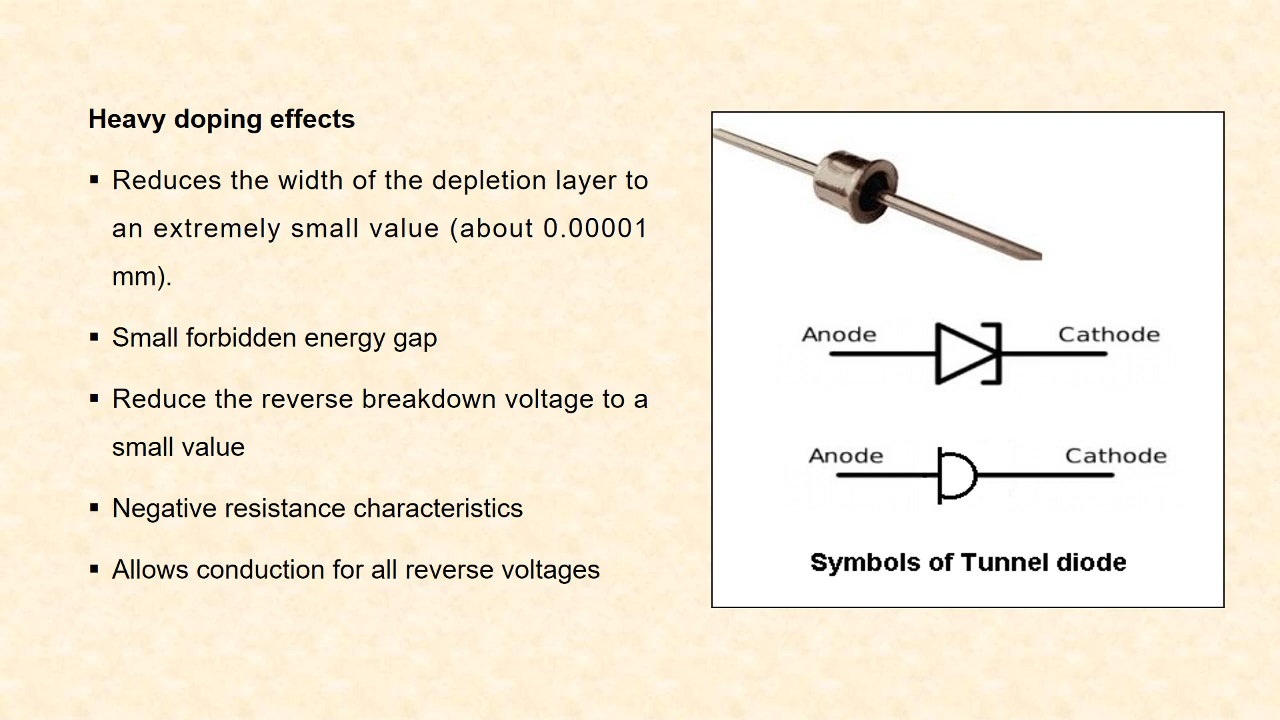 Heavy doping effects
▪ Reduces the width of the depletion layer to
an extremely small value (about 0.00001
mm).
▪ Small forbidden energy gap
▪ Reduce the reverse breakdown voltage to a
small value
▪ Negative resistance characteristics
▪ Allows conduction for all reverse voltages
Anode Cathode
Anode Cathode
Symbols of Tunnel diode